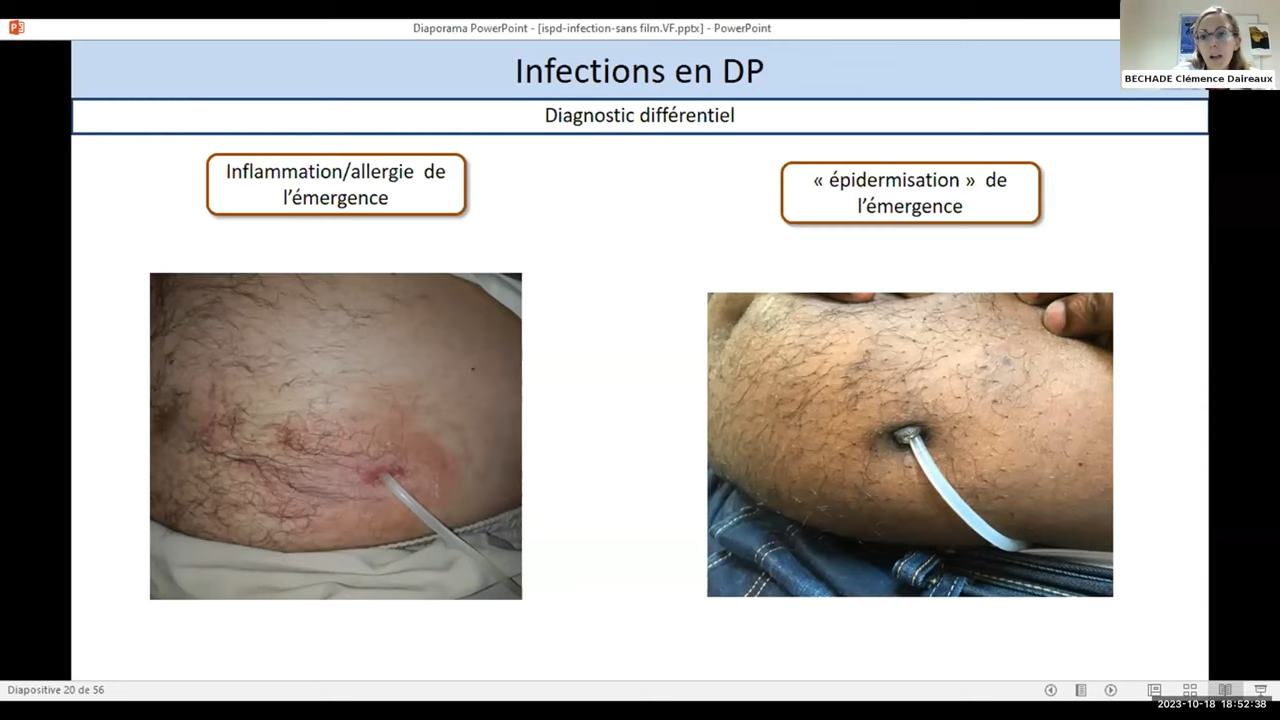 Diaporama PowerPoint - [ispd-infection-sans film.VF.pptx] - PowerPoint
BECHADE Clémence Daireaux
Infections en DP
Diagnostic différentiel
Inflammation/allergie de
l'émergence
« épidermisation » de
l'émergence
Diapositive 20 de 56
2023-10-18 18:52:38